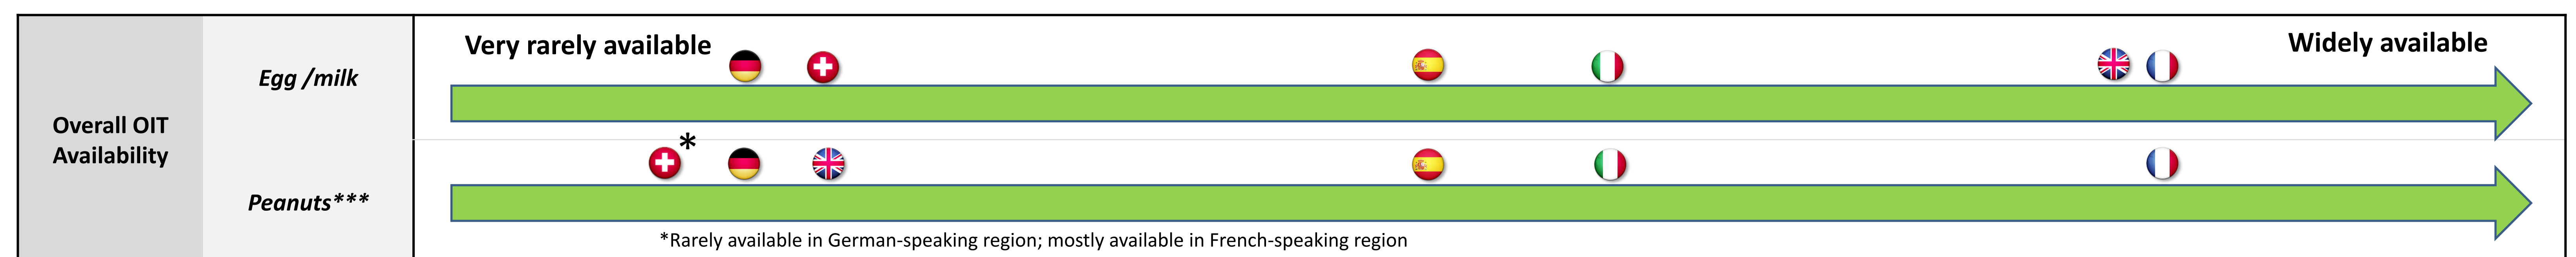 Very rarely available
Widely available
Egg /milk
Overall OIT
Availability
*
Peanuts***
*Rarely available in German-speaking region; mostly available in French-speaking region